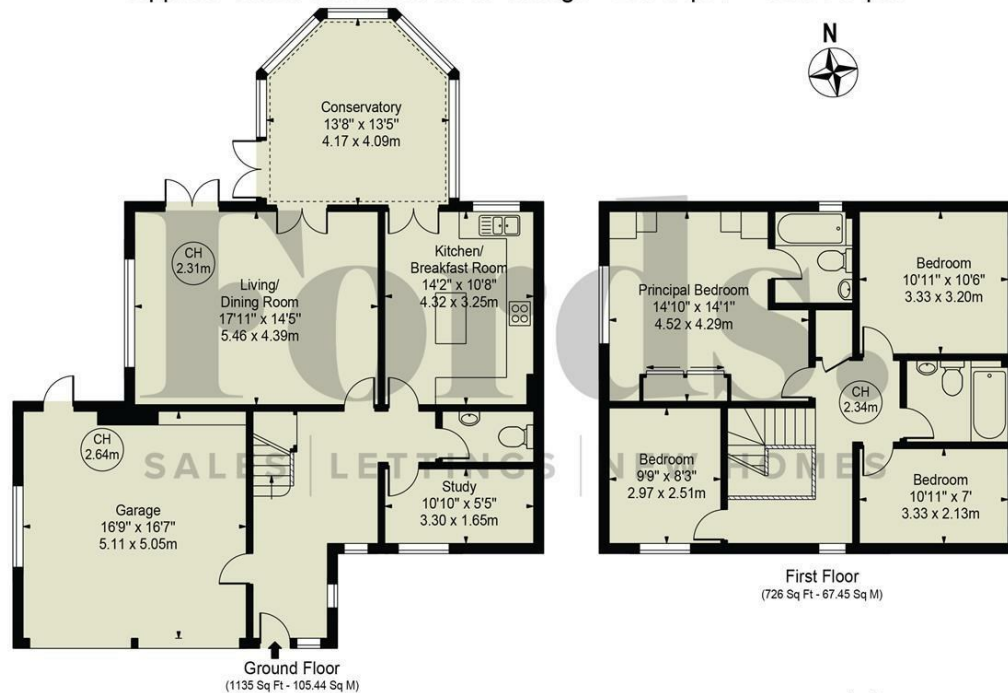 N
Conservatory
13'8" x 13'5"
4.17 x 4.09m
CH
2.31m
Living/
Dining Room
17'11" x 14'5"
5.46 x 4.39m
Kitchen/
Breakfast Room
14'2" x 10'8"
4.32 x 3.25m
CH
2.64m
Garage
16'9" x 16'7"
5.11 x 5.05m
Study
10'10" x 5'5"
3.30 x 1.65m
Ground Floor
(1135 Sq Ft - 105.44 Sq M)
Principal Bedroom
14'10" x 14'1"
4.52 x 4.29m
Bedroom
10'11" x 10'6"
3.33 x 3.20m
CH
2.34m
Bedroom
9'9" x 8'3"
2.97 x 2.51m
Bedroom
10'11" x 7'
3.33 x 2.13m
First Floor
(726 Sq Ft - 67.45 Sq M)
Fords.
SALES | LETTINGS | NEW HOMES